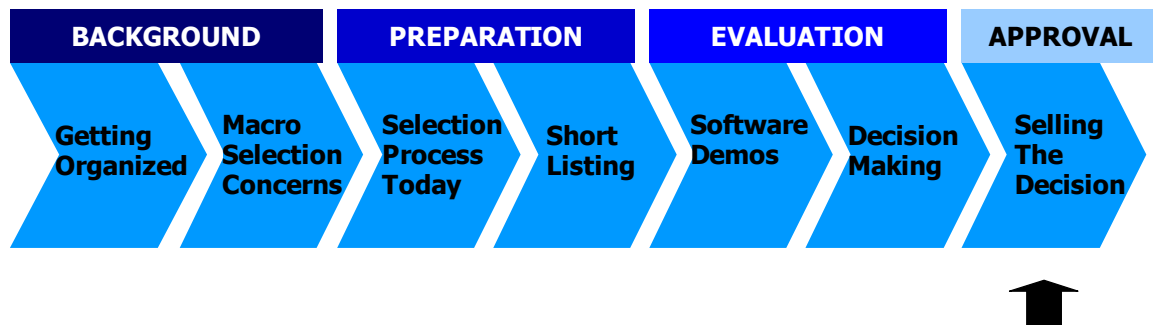 BACKGROUND
PREPARATION
EVALUATION
APPROVAL
Getting
Organized
Macro
Selection
Concerns
Selection
Process
Today
Short
Listing
Software
Demos
Decision
Making
Selling
The
Decision